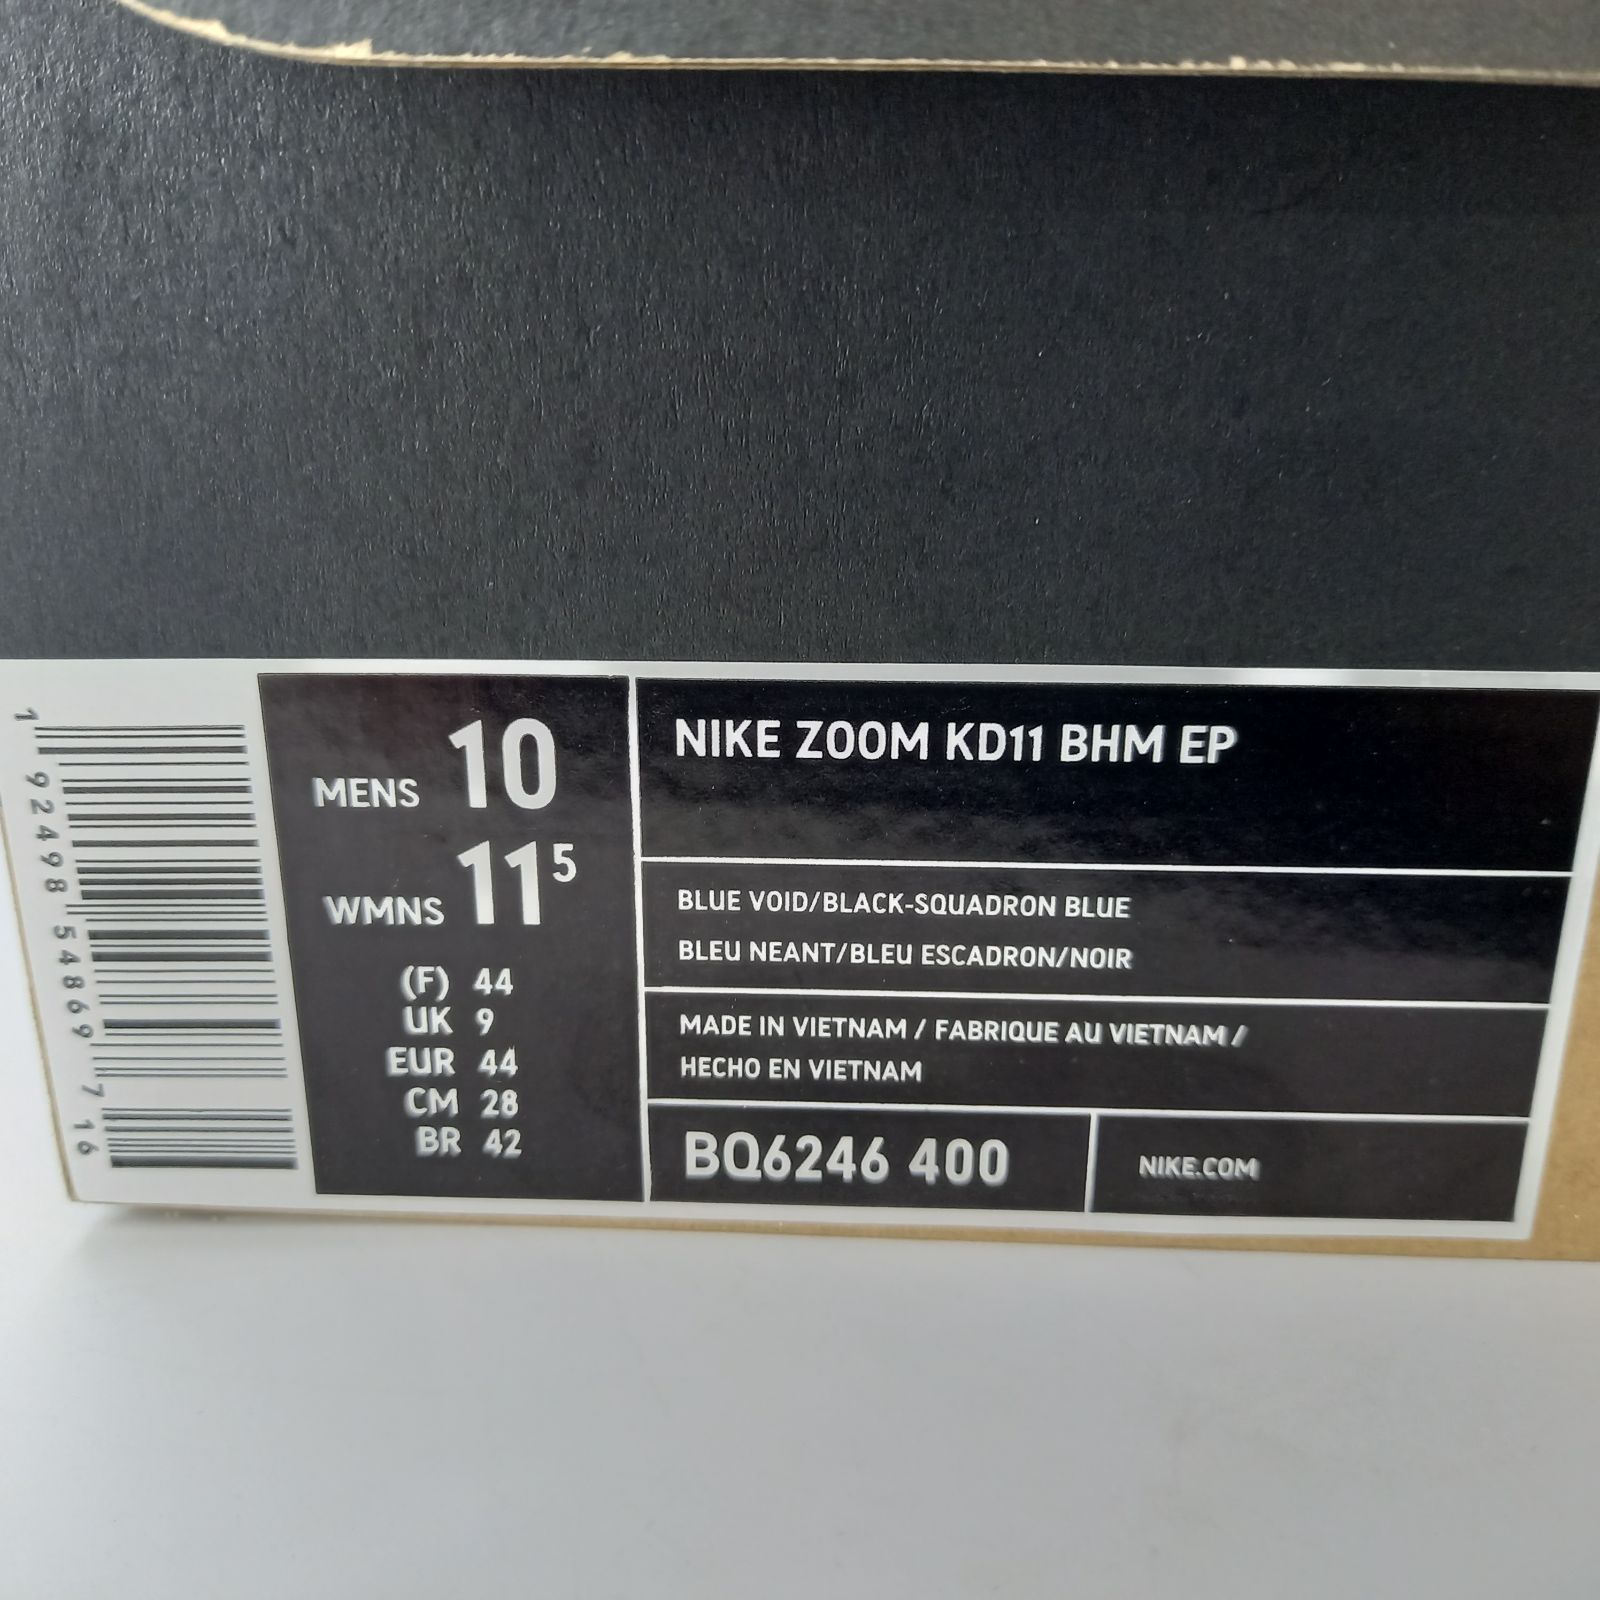 1 92498 54869 7 16
MENS 10
WMNS 11 5
(F) 44
UK 9
EUR 44
CM 28
BR 42
NIKE ZOOM KD11 BHM EP
BLUE VOID/BLACK-SQUADRON BLUE
BLEU NEANT/BLEU ESCADRON/NOIR
MADE IN VIETNAM / FABRIQUE AU VIETNAM /
HECHO EN VIETNAM
BQ6246 400
NIKE.COM